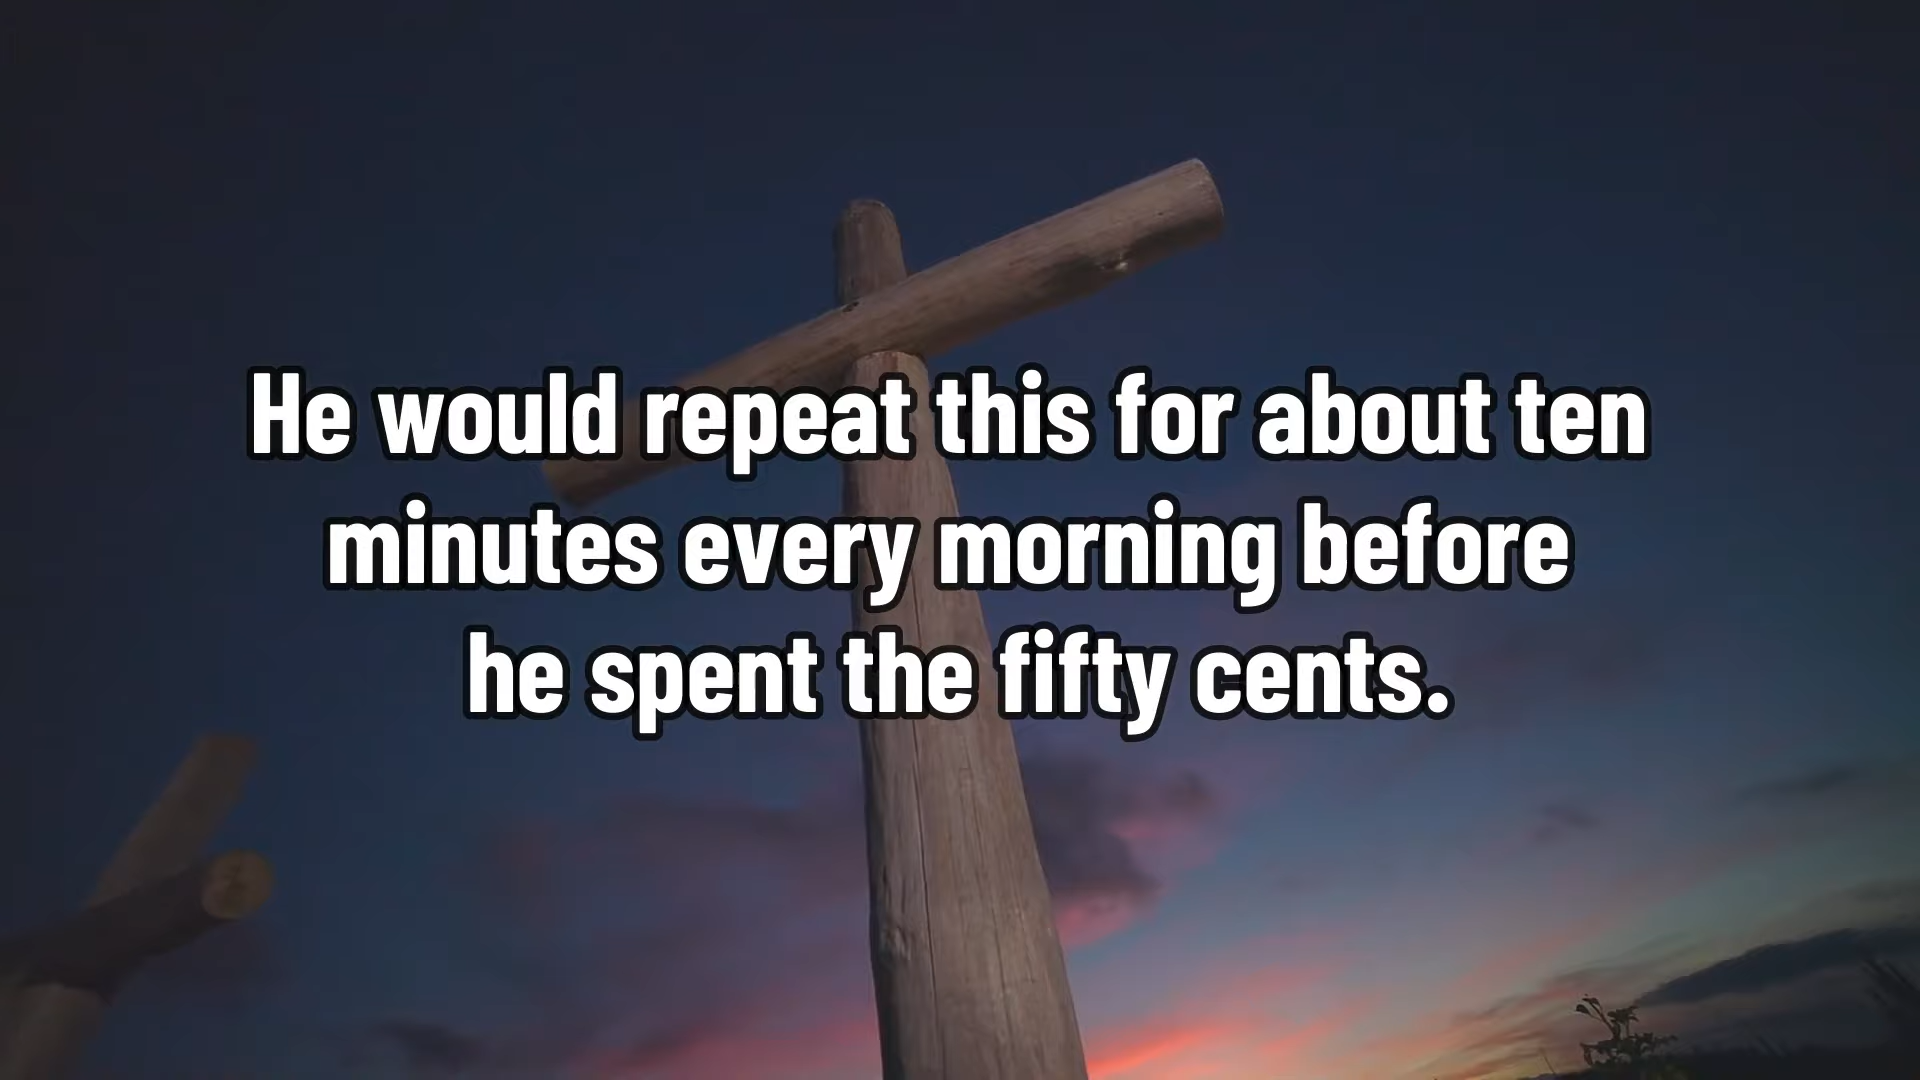 He would repeat this for about ten
minutes every morning before
he spent the fifty cents.